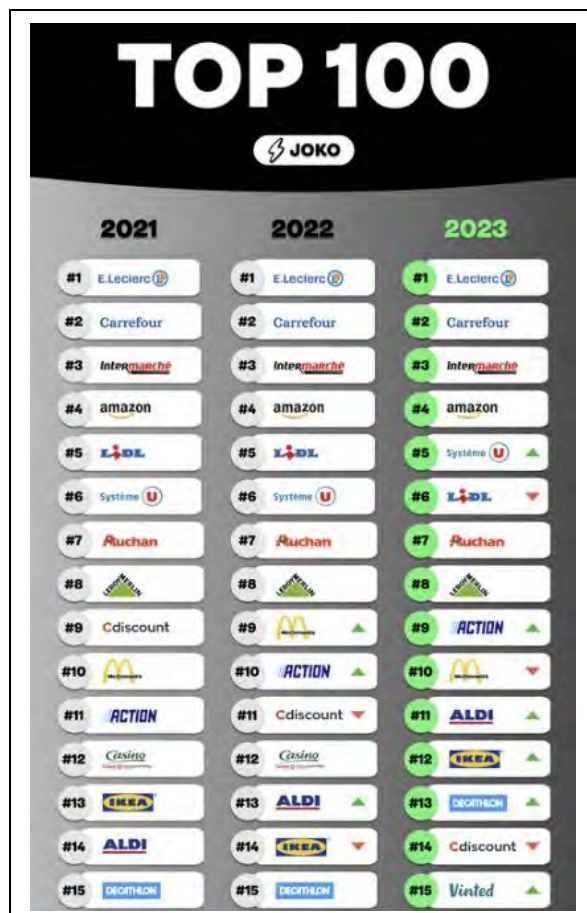 TOP 100
JOKO
2021 2022 2023
#1 E.Leclerc #1 E.Leclerc #1 E.Leclerc
#2 Carrefour #2 Carrefour #2 Carrefour
#3 Intermarché #3 Intermarché #3 Intermarché
#4 amazon #4 amazon #4 amazon
#5 LIDL #5 LIDL #5 Système U
#6 Système U #6 Système U #6 LIDL
#7 Auchan #7 Auchan #7 Auchan
#8 LEROY MERLIN #8 LEROY MERLIN #8 LEROY MERLIN
#9 Cdiscount #9 McDonald's #9 ACTION
#10 McDonald's #10 ACTION #10 McDonald's
#11 ACTION #11 Cdiscount #11 ALDI
#12 Casino #12 Casino #12 IKEA
#13 IKEA #13 ALDI #13 DECATHLON
#14 ALDI #14 IKEA #14 Cdiscount
#15 DECATHLON #15 DECATHLON #15 Vinted